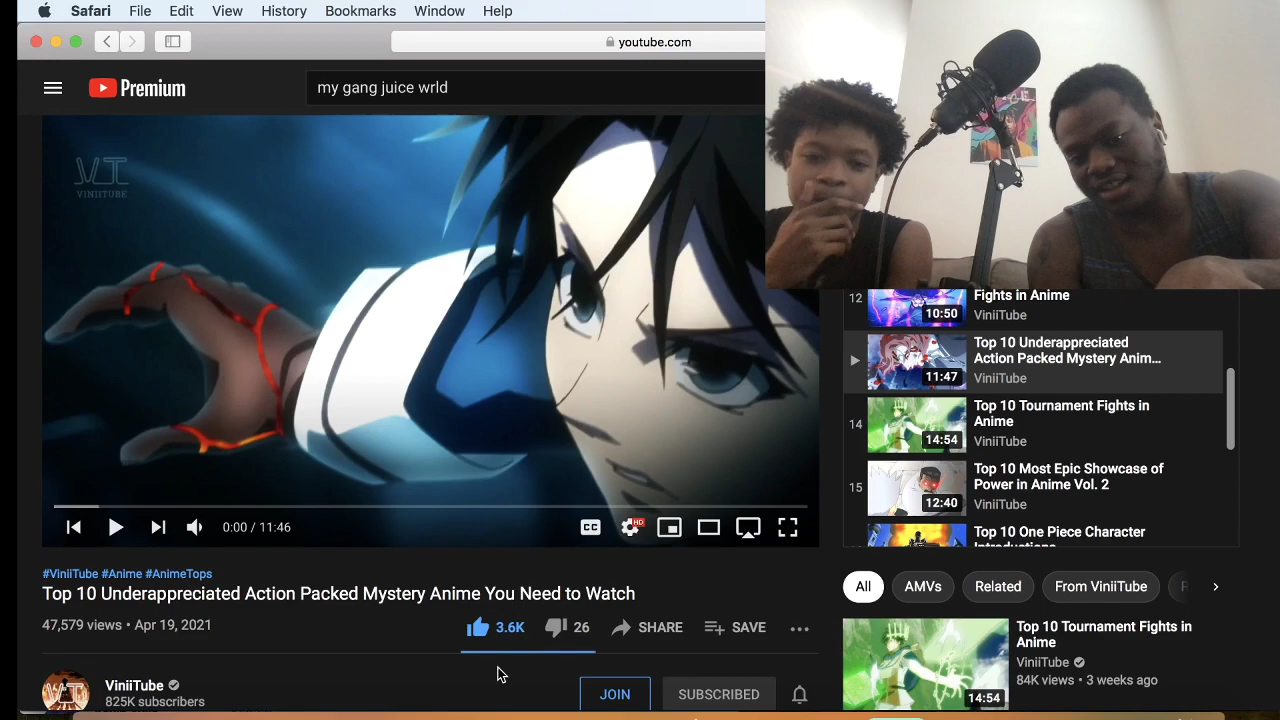 Safari File Edit View History Bookmarks Window Help
youtube.com
Premium
my gang juice wrld
VT
VINIITUBE
12
Fights in Anime
10:50
ViniiTube
Top 10 Underappreciated
Action Packed Mystery Anim...
11:47
ViniiTube
14
Top 10 Tournament Fights in
Anime
14:54
ViniiTube
15
Top 10 Most Epic Showcase of
Power in Anime Vol. 2
12:40
ViniiTube
Top 10 One Piece Character
Introductions
0:00 / 11:46
CC
HD
#ViniiTube #Anime #AnimeTops
Top 10 Underappreciated Action Packed Mystery Anime You Need to Watch
47,579 views • Apr 19, 2021
3.6K 26 SHARE SAVE
ViniiTube
825K subscribers
JOIN SUBSCRIBED
All AMVs Related From ViniiTube R
Top 10 Tournament Fights in
Anime
ViniiTube
84K views • 3 weeks ago
14:54